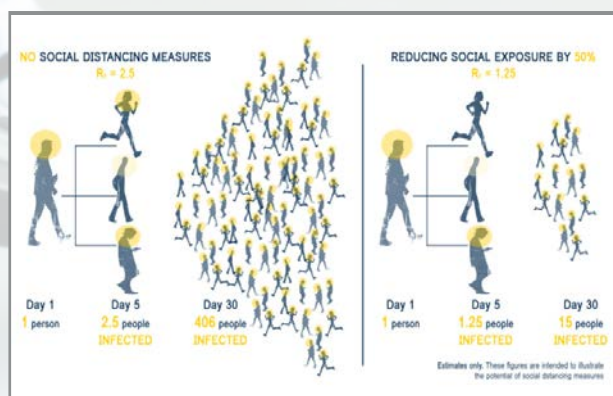 NO SOCIAL DISTANCING MEASURES
R₀ = 2.5
Day 1
1 person
Day 5
2.5 people
INFECTED
Day 30
406 people
INFECTED
REDUCING SOCIAL EXPOSURE BY 50%
R₀ = 1.25
Day 1
1 person
Day 5
1.25 people
INFECTED
Day 30
15 people
INFECTED
Estimates only. These figures are intended to illustrate
the potential of social distancing measures